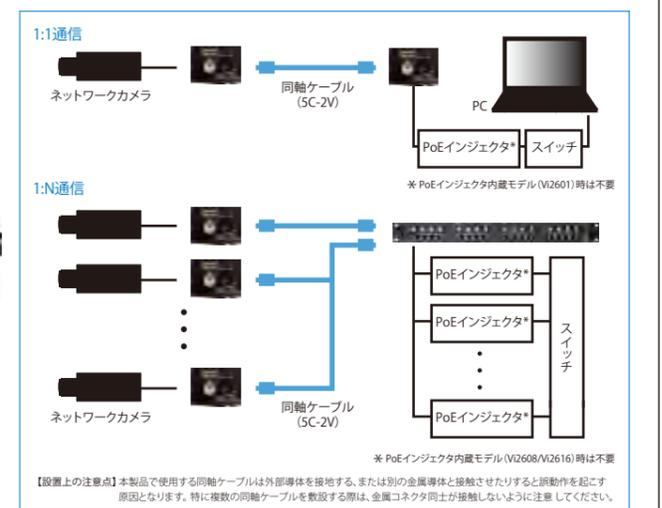 1:1通信
ネットワークカメラ
同軸ケーブル
(5C-2V)
PC
PoEインジェクタ*
スイッチ
* PoEインジェクタ内蔵モデル(Vi2601)時は不要
1:N通信
ネットワークカメラ
同軸ケーブル
(5C-2V)
PoEインジェクタ*
PoEインジェクタ*
PoEインジェクタ*
スイッチ
* PoEインジェクタ内蔵モデル(Vi2608/Vi2616)時は不要
【設置上の注意点】本製品で使用する同軸ケーブルは外部導体を接地する、または別の金属導体と接触させたりすると誤動作を起こす
原因となります。特に複数の同軸ケーブルを敷設する際は、金属コネクタ同士が接触しないように注意してください。